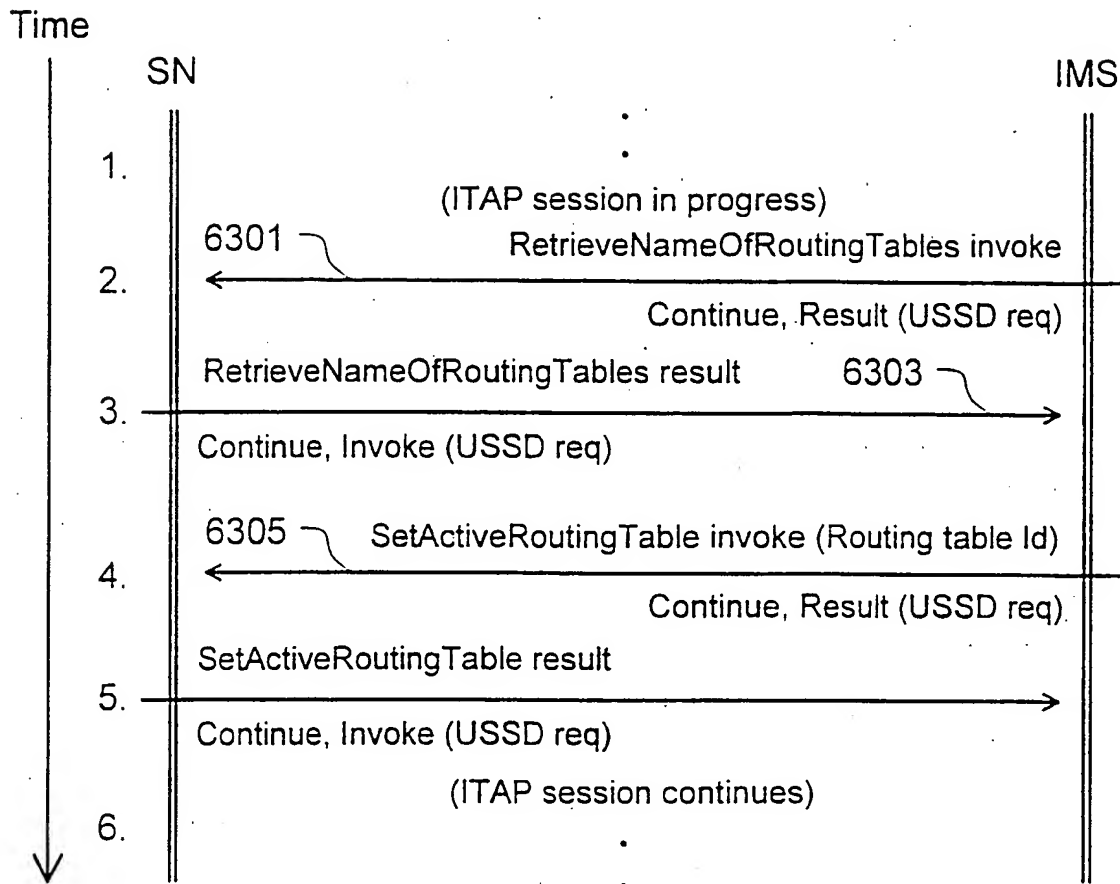 Time
SN
IMS
1.
(ITAP session in progress)
6301
RetrieveNameOfRoutingTables invoke
2.
Continue, Result (USSD req)
RetrieveNameOfRoutingTables result
6303
3.
Continue, Invoke (USSD req)
6305
SetActiveRoutingTable invoke (Routing table Id)
4.
Continue, Result (USSD req)
SetActiveRoutingTable result
5.
Continue, Invoke (USSD req)
(ITAP session continues)
6.